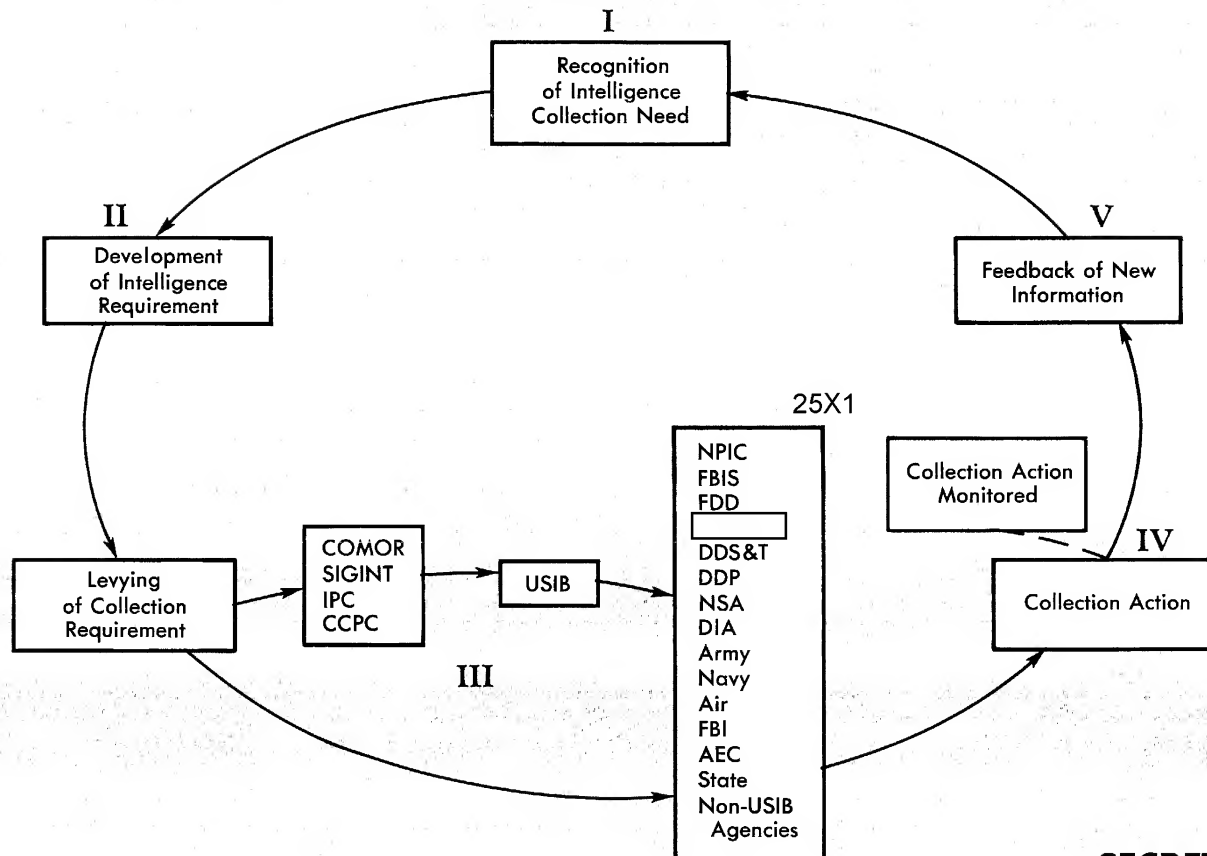 I
Recognition
of Intelligence
Collection Need
II
Development
of Intelligence
Requirement
V
Feedback of New
Information
25X1
NPIC
FBIS
FDD
DDS&T
DDP
NSA
DIA
Army
Navy
Air
FBI
AEC
State
Non-USIB
Agencies
Collection Action
Monitored
IV
Collection Action
Levying
of Collection
Requirement
COMOR
SIGINT
IPC
CCPC
USIB
III